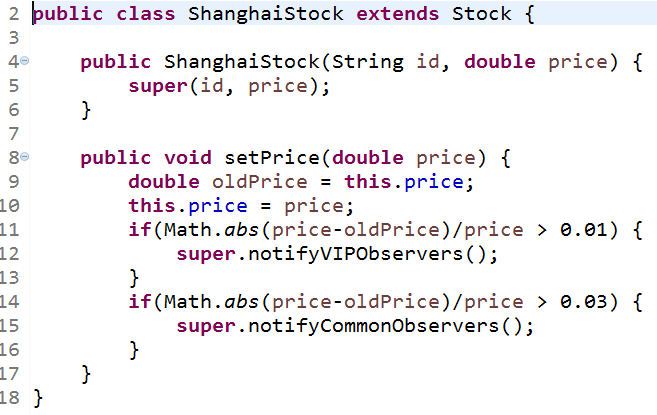 2 public class ShanghaiStock extends Stock {
3
4 public ShanghaiStock(String id, double price) {
5 super(id, price);
6 }
7
8 public void setPrice(double price) {
9 double oldPrice = this.price;
10 this.price = price;
11 if(Math.abs(price-oldPrice)/price > 0.01) {
12 super.notifyVIPObservers();
13 }
14 if(Math.abs(price-oldPrice)/price > 0.03) {
15 super.notifyCommonObservers();
16 }
17 }
18 }